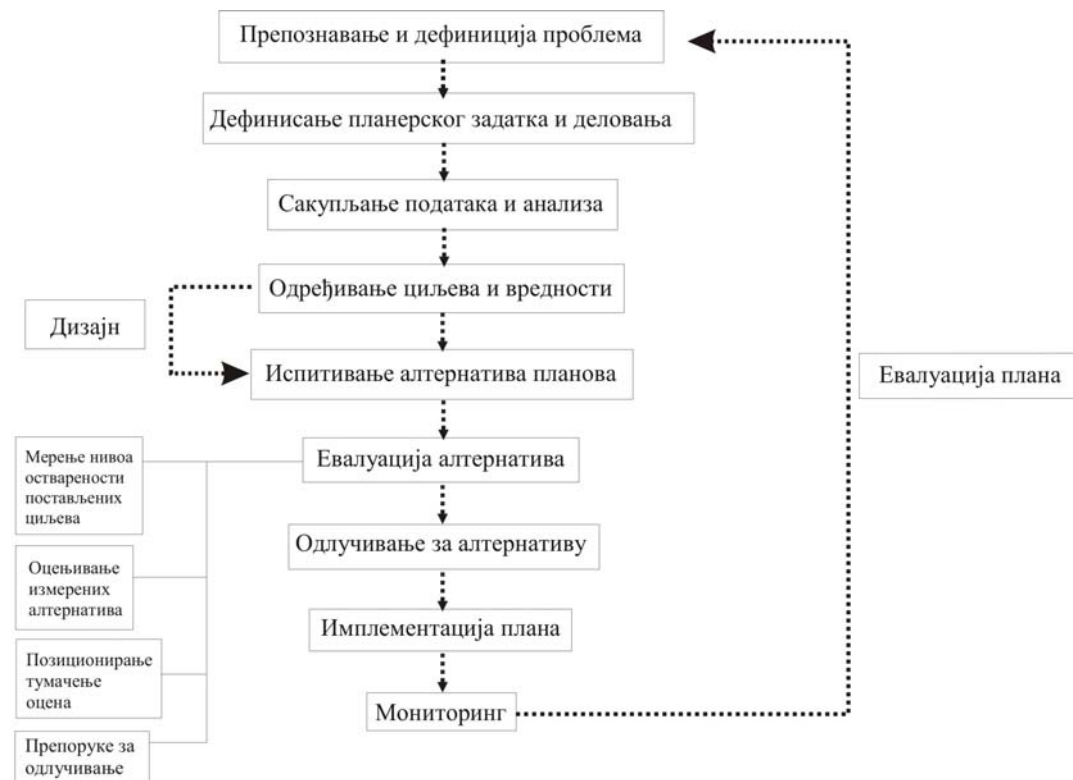 Препознавање и дефиниција проблема
Дефинисање планерског задатка и деловања
Сакупљање података и анализа
Одређивање циљева и вредности
Дизајн
Испитивање алтернатива планова
Евалуација плана
Евалуација алтернатива
Мерење нивоа
остварености
постављених
циљева
Одлучивање за алтернативу
Оцењивање
измерених
алтернатива
Имплементација плана
Позиционирање
тумачење
оцена
Мониторинг
Препоруке за
одлучивање